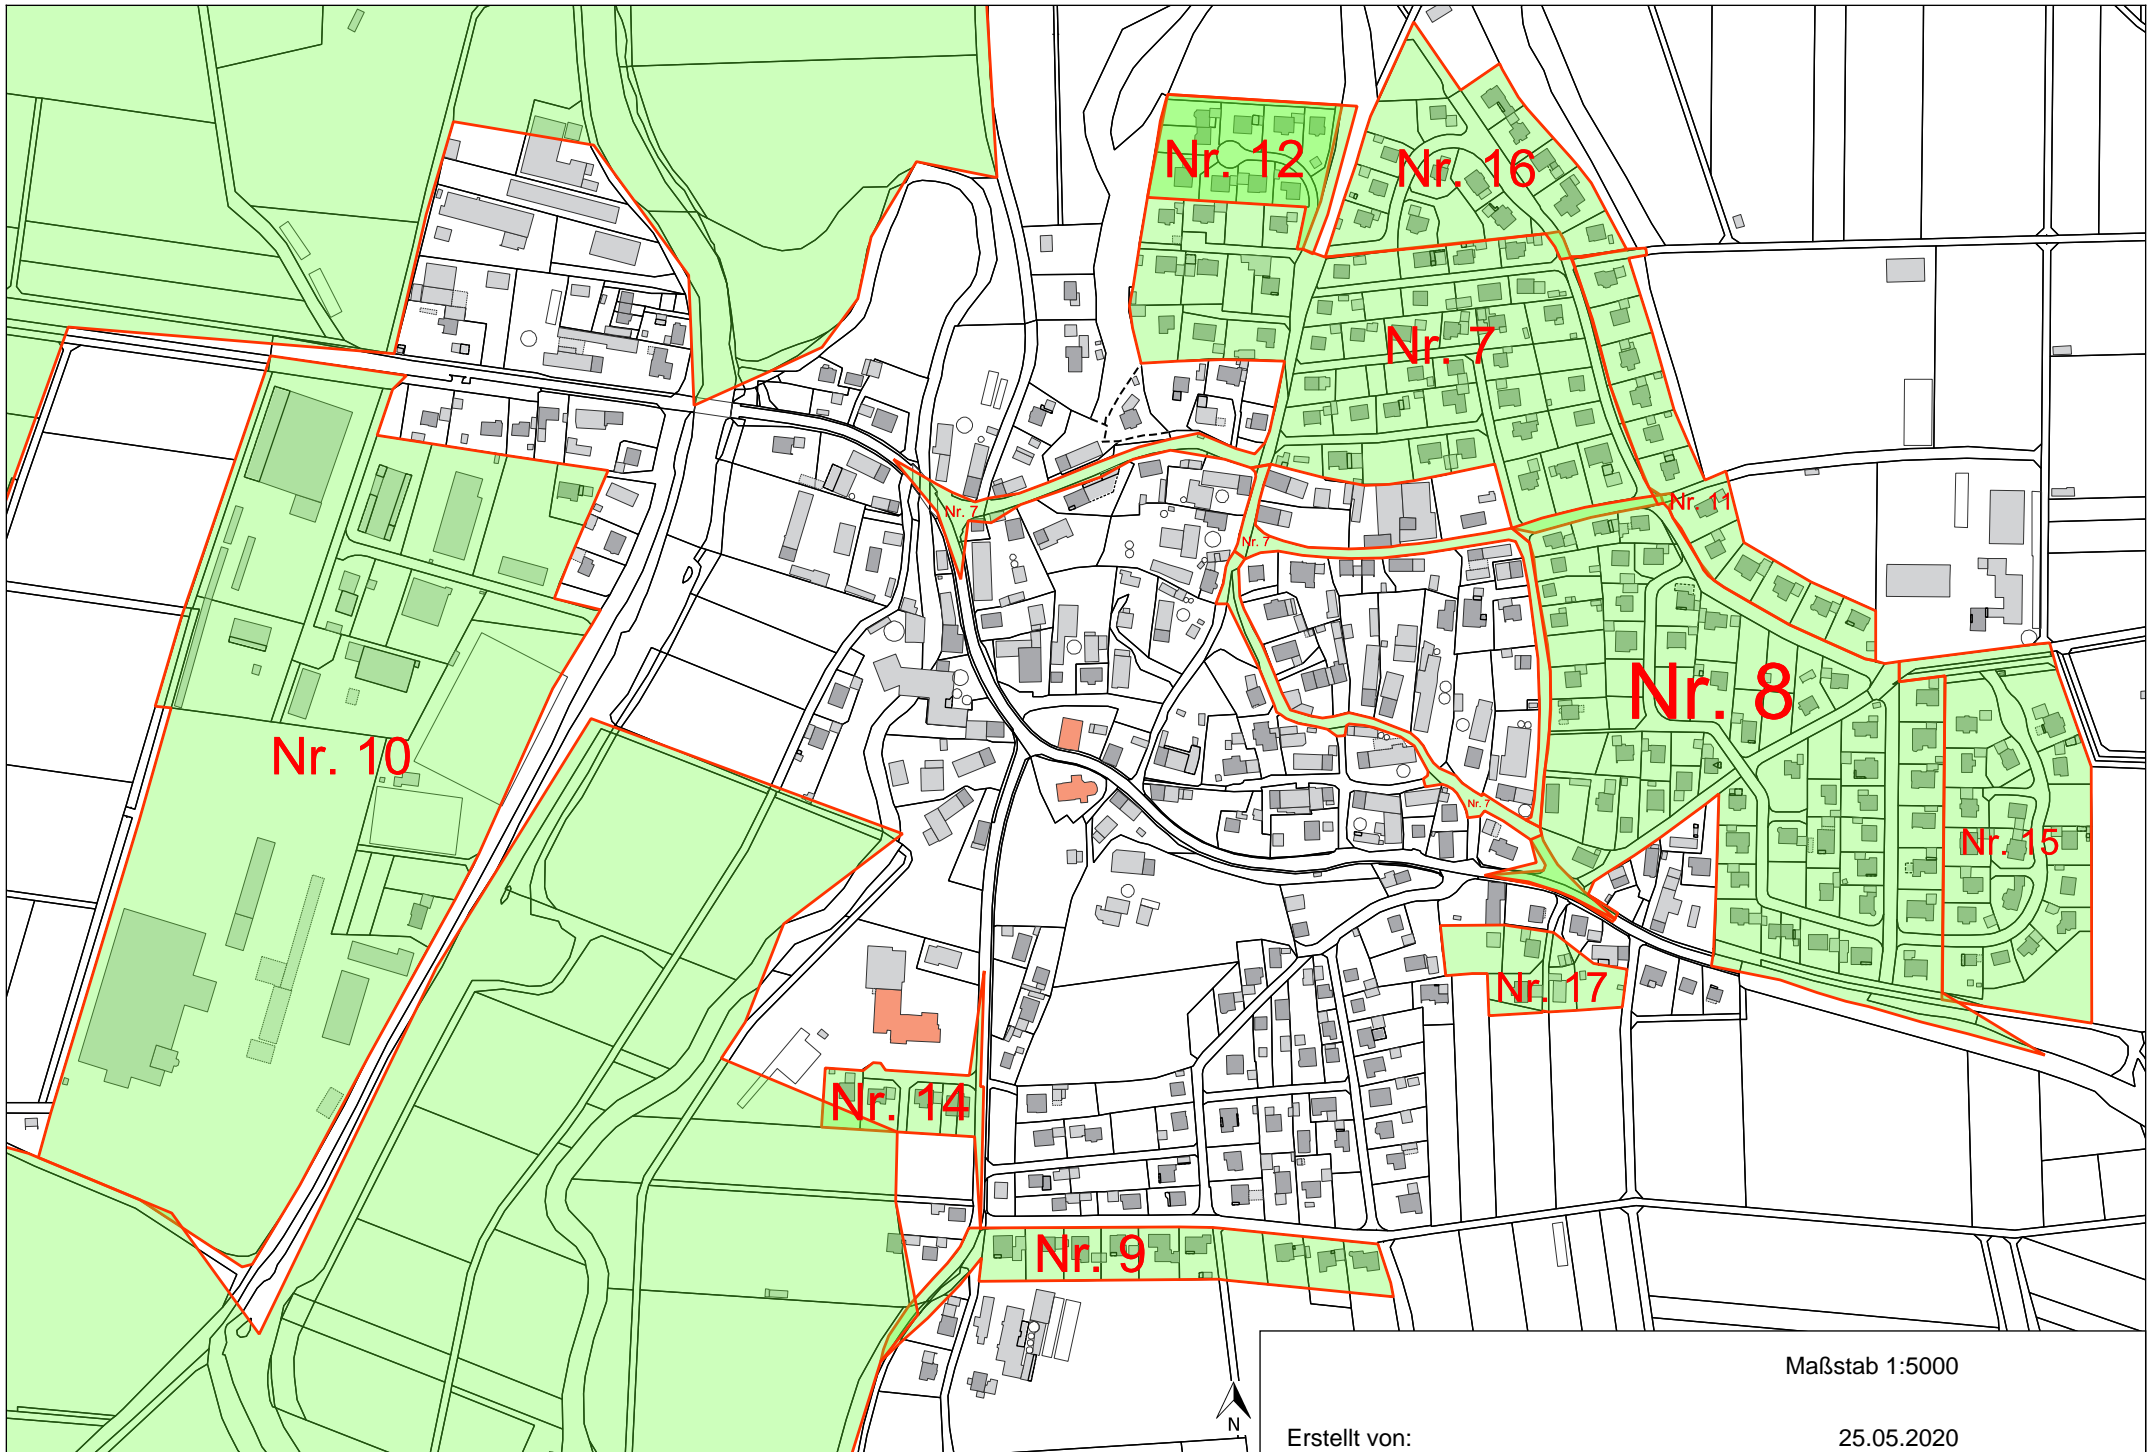 Nr. 12
Nr. 16
Nr. 7
Nr. 11
Nr. 7
Nr. 7
Nr. 8
Nr. 10
Nr. 7
Nr. 15
Nr. 17
Nr. 14
Nr. 9
Maßstab 1:5000
N
Erstellt von:
25.05.2020